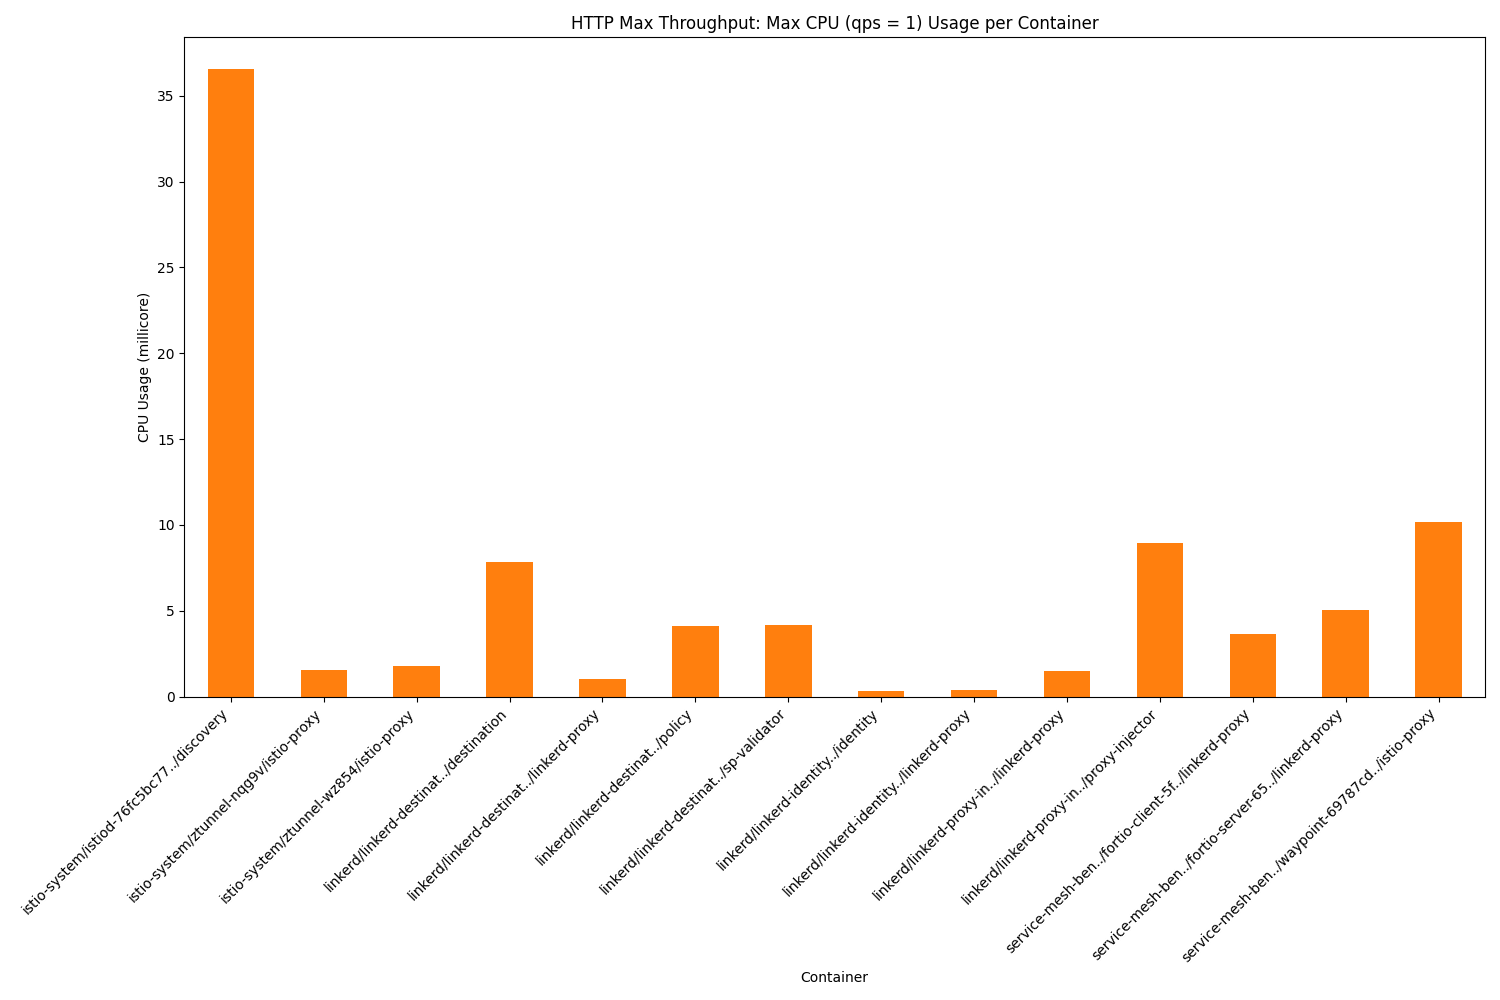 HTTP Max Throughput: Max CPU (qps = 1) Usage per Container
CPU Usage (millicore)
35
30
25
20
15
10
5
0
istio-system/istiod-76fc5bc77../discovery
istio-system/ztunnel-nqg9v/istio-proxy
istio-system/ztunnel-wz854/istio-proxy
linkerd/linkerd-destinat../destination
linkerd/linkerd-destinat../linkerd-proxy
linkerd/linkerd-destinat../policy
linkerd/linkerd-destinat../sp-validator
linkerd/linkerd-identity../identity
linkerd/linkerd-identity../linkerd-proxy
linkerd/linkerd-proxy-in../linkerd-proxy
linkerd/linkerd-proxy-in../proxy-injector
service-mesh-ben../fortio-client-5f../linkerd-proxy
service-mesh-ben../fortio-server-65../linkerd-proxy
service-mesh-ben../waypoint-69787cd../istio-proxy
Container